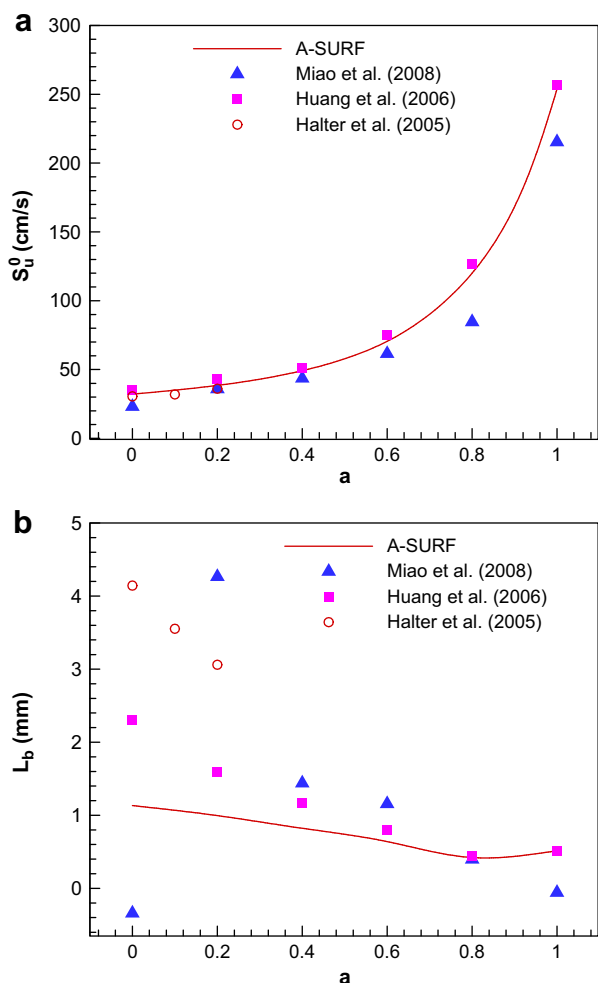 a
300
250
200
150
100
50
0
S_u^0 (cm/s)
A-SURF
Miao et al. (2008)
Huang et al. (2006)
Halter et al. (2005)
0 0.2 0.4 0.6 0.8 1
a
b
5
4
3
2
1
0
L_b (mm)
A-SURF
Miao et al. (2008)
Huang et al. (2006)
Halter et al. (2005)
0 0.2 0.4 0.6 0.8 1
a